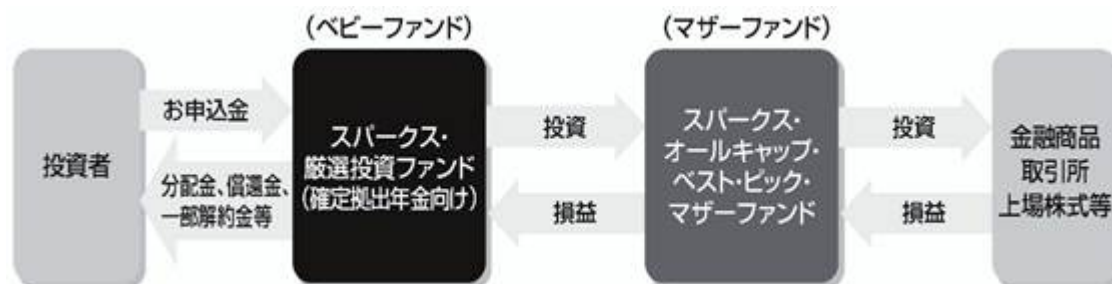 (ベビーファンド)
(マザーファンド)
投資者
お申込金
分配金、償還金、
一部解約金等
スパークス・
厳選投資ファンド
(確定拠出年金向け)
投資
損益
スパークス・
オールキャップ・
ベスト・ピック・
マザーファンド
投資
損益
金融商品
取引所
上場株式等